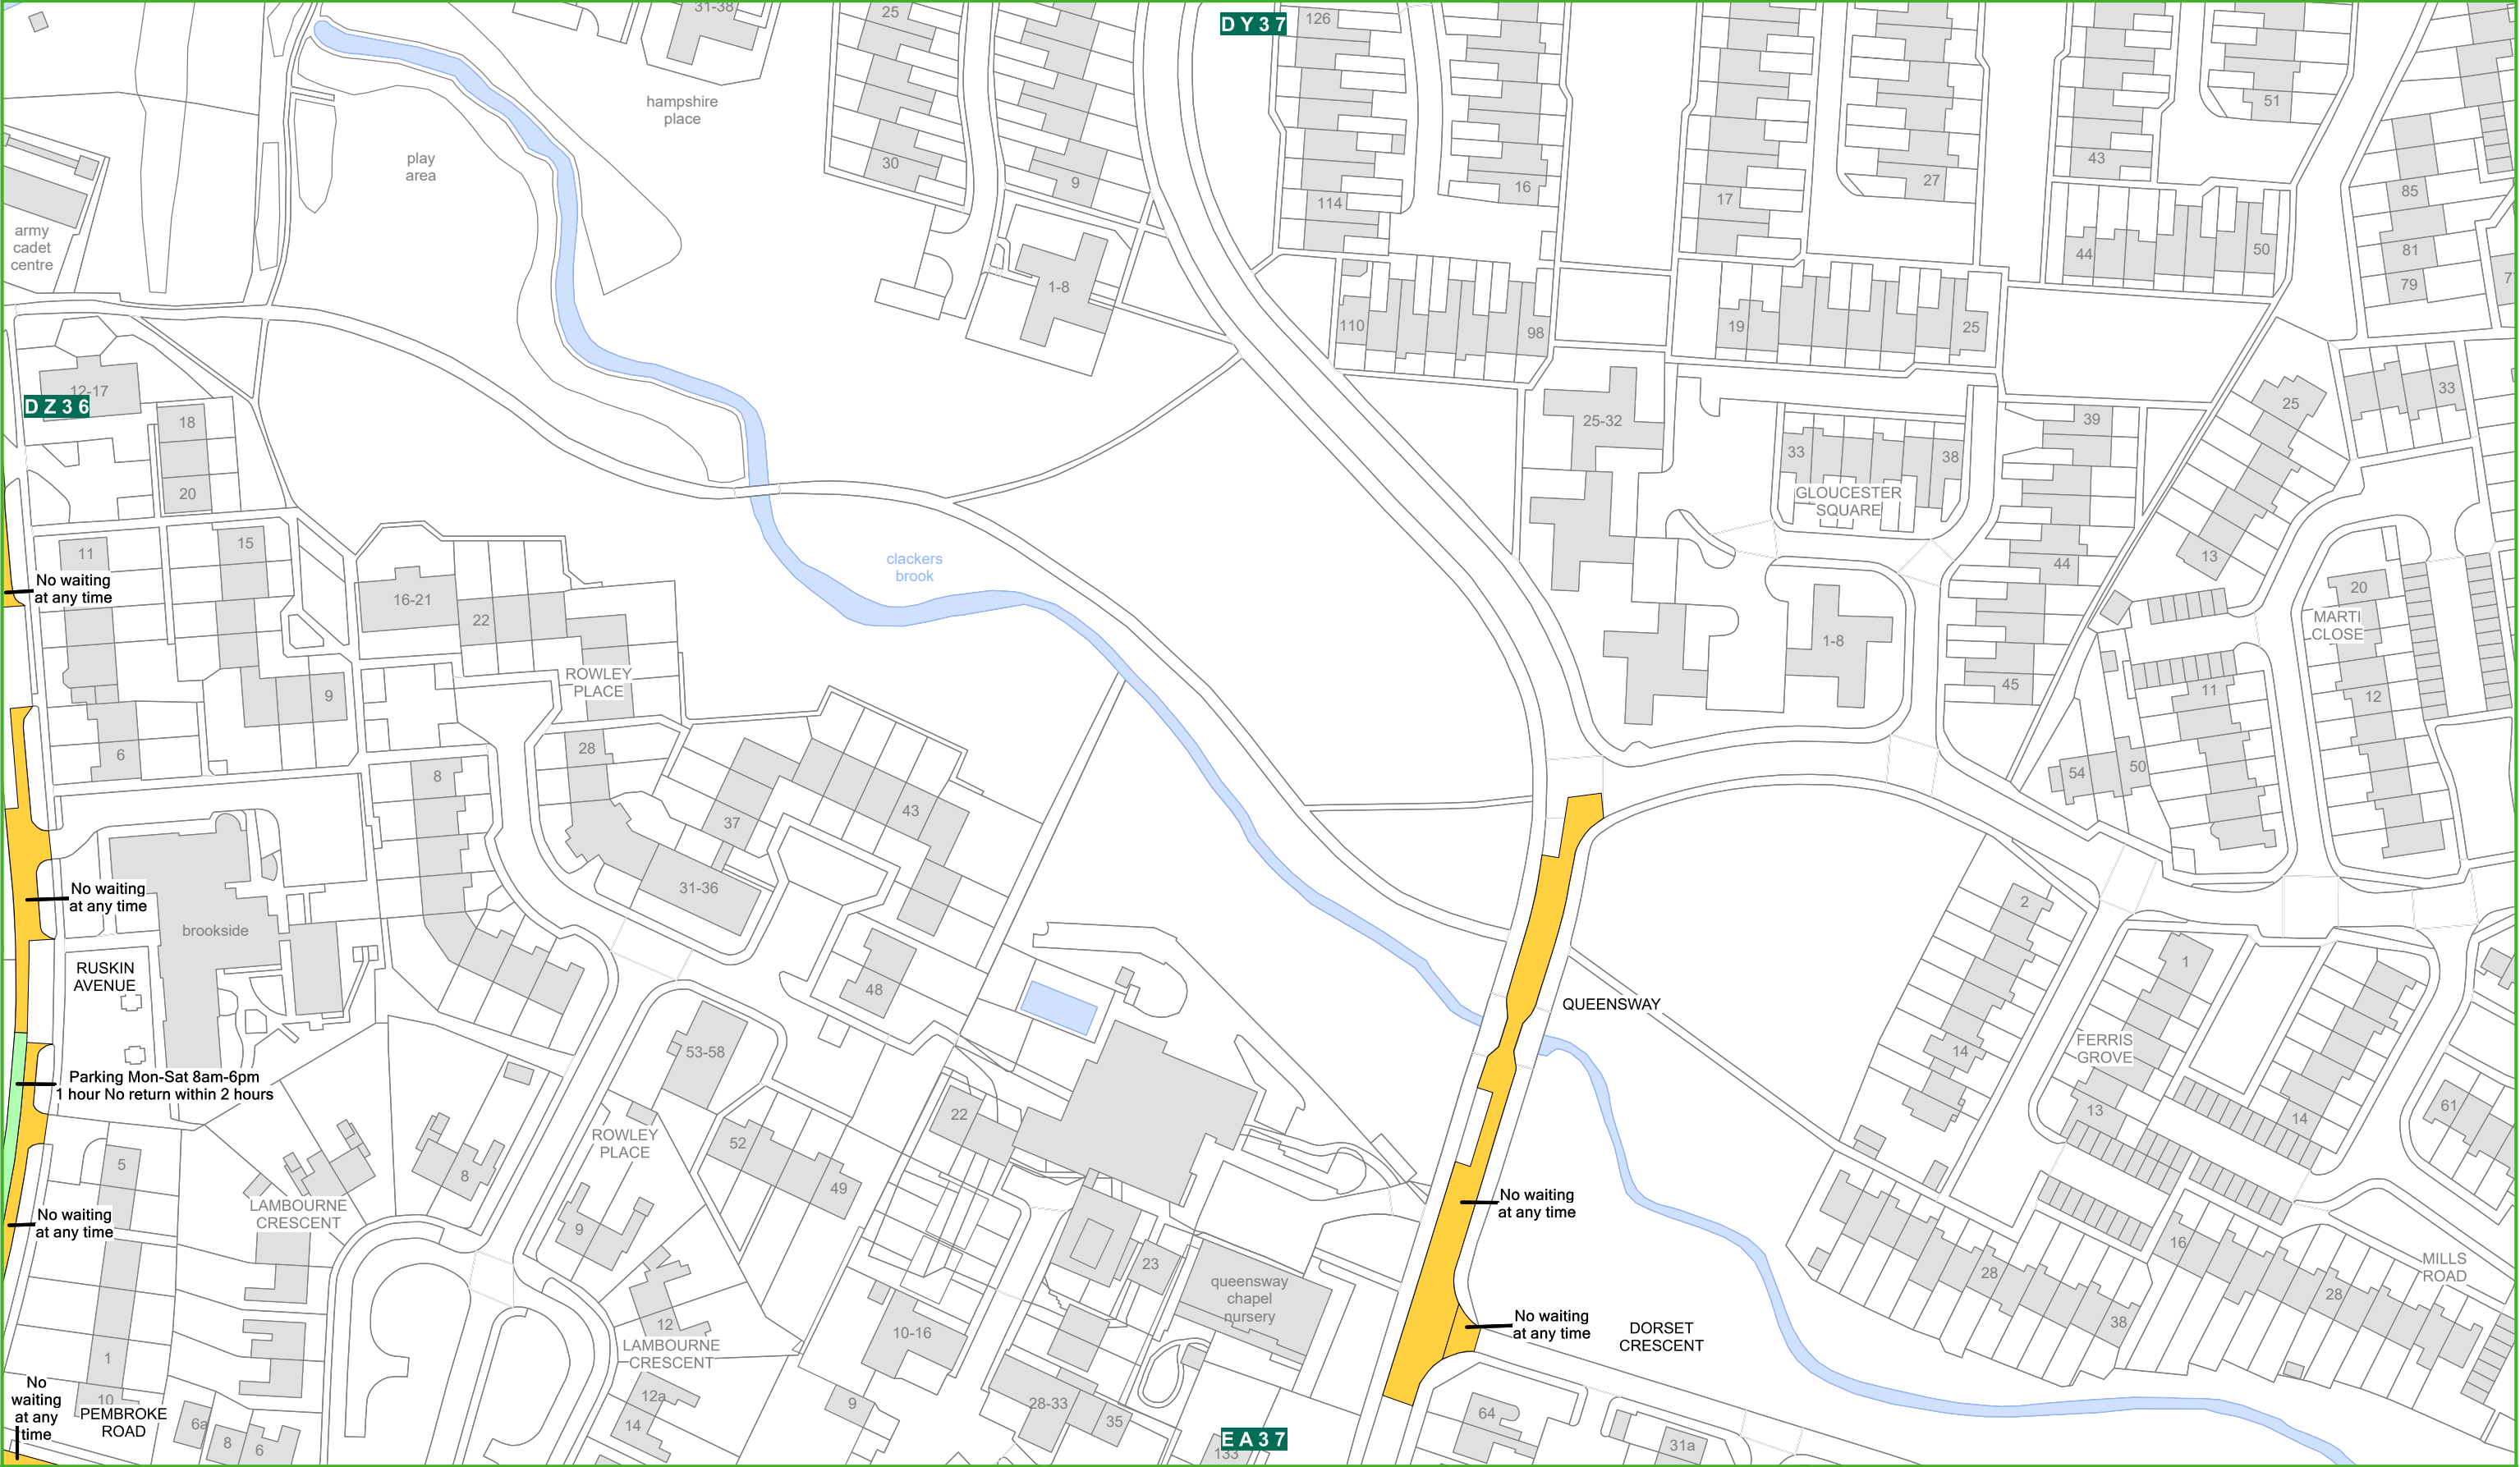 31-38
25
DY37
126
51
hampshire
place
play
area
30
9
114
16
17
27
43
85
army
cadet
centre
1-8
44
50
81
79
110
98
19
25
12-17
DZ36
18
20
25-32
33
38
GLOUCESTER
SQUARE
39
25
33
11
15
No waiting
at any time
clackers
brook
16-21
22
44
13
20
MARTI
CLOSE
1-8
45
11
12
ROWLEY
PLACE
9
6
28
8
37
43
54
50
31-36
No waiting
at any time
brookside
2
RUSKIN
AVENUE
48
1
QUEENSWAY
53-58
14
FERRIS
GROVE
Parking Mon-Sat 8am-6pm
1 hour No return within 2 hours
22
13
14
61
ROWLEY
PLACE
52
49
5
8
LAMBOURNE
CRESCENT
No waiting
at any time
9
No waiting
at any time
23
16
28
MILLS
ROAD
queensway
chapel
nursery
28
12
LAMBOURNE
CRESCENT
10-16
No waiting
at any time
DORSET
CRESCENT
38
1
No
waiting
at any
time
10
PEMBROKE
ROAD
6a
8
6
12a
14
9
28-33
35
EA37
133
64
31a